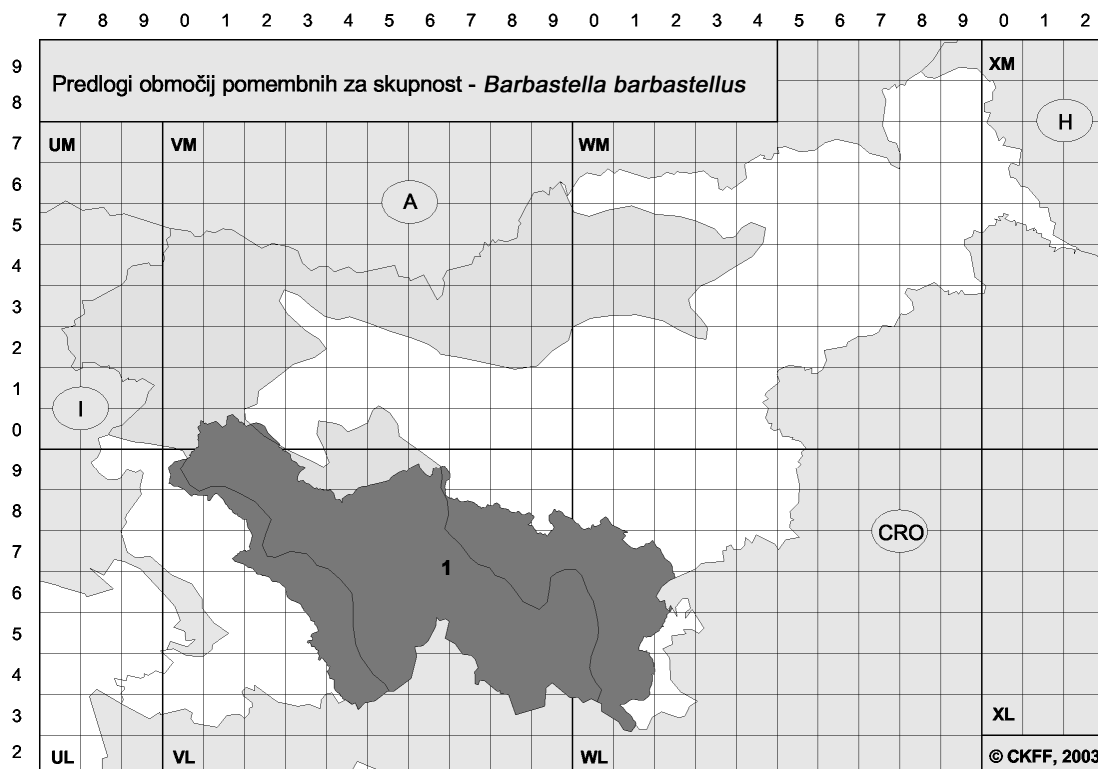 7 8 9 0 1 2 3 4 5 6 7 8 9 0 1 2 3 4 5 6 7 8 9 0 1 2
9
Predlogi območij pomembnih za skupnost - Barbastella barbastellus
XM
8
H
7
UM
VM
WM
6
A
5
4
3
2
1
I
0
9
8
CRO
7
1
6
5
4
3
XL
2
UL
VL
WL
© CKFF, 2003